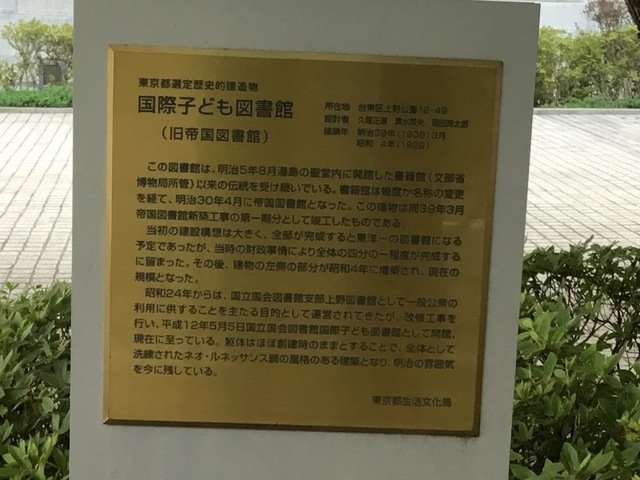 東京都選定歴史的建造物
国際子ども図書館
(旧帝国図書館)
所在地 台東区上野公園12-49
設計者 久留正道 真水英夫 岡田時太郎
建築年 明治39年(1906)3月
昭和 4年(1929)
この図書館は、明治5年8月湯島の聖堂内に開館した書籍館(文部省
博物局所管)以来の伝統を受け継いでいる。書籍館は幾度か名称の変更
を経て、明治30年4月に帝国図書館となった。この建物は同39年3月
帝国図書館新築工事の第一期分として竣工したものである。
当初の建設構想は大きく、全部が完成すると東洋一の図書館になる
予定であったが、当時の財政事情により全体の四分の一程度が完成する
に留まった。その後、建物の左側の部分が昭和4年に増築され、現在の
規模となった。
昭和24年からは、国立国会図書館支部上野図書館として一般公衆の
利用に供することを主たる目的として運営されてきたが、改修工事を
行い、平成12年5月5日国立国会図書館国際子ども図書館として開館、
現在に至っている。躯体はほぼ創建時のままとすることで、全体として
洗練されたネオ・ルネッサンス調の風格のある建築となり、明治の雰囲気
を今に残している。
東京都生活文化局